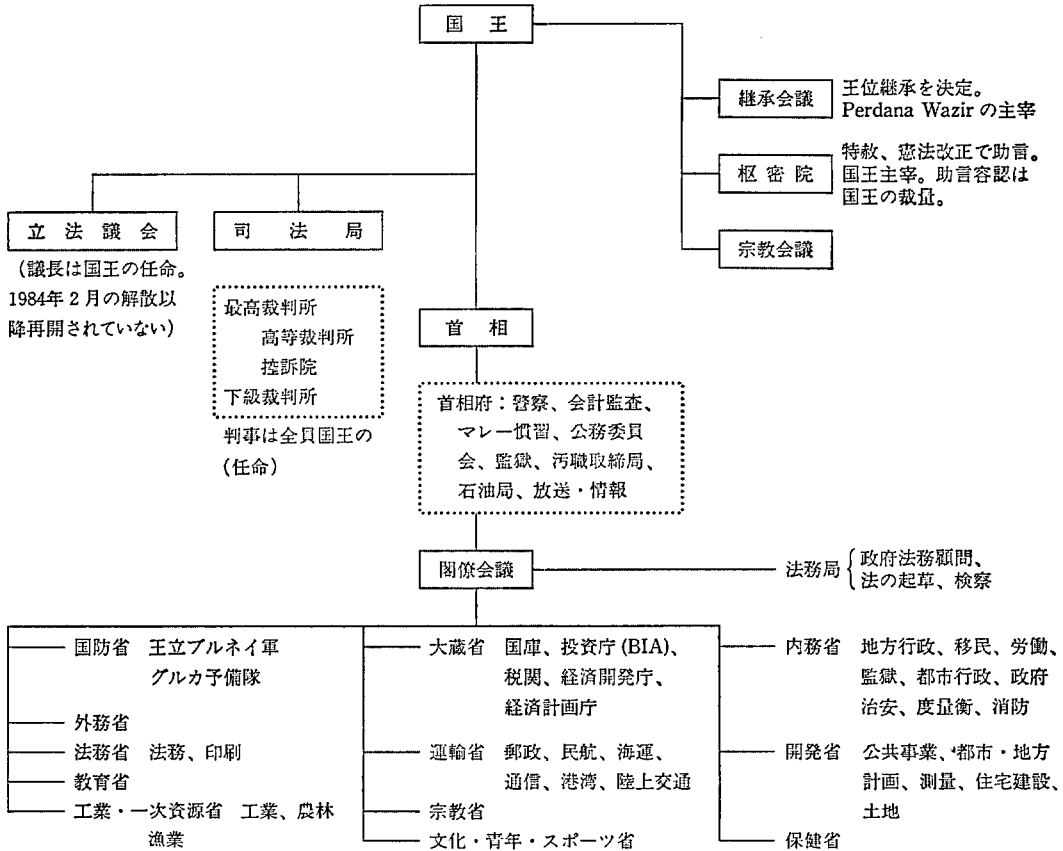 国王
継承会議
王位継承を決定。
Perdana Wazir の主宰
枢密院
特赦、憲法改正で助言。
国王主宰。助言容認は
国王の裁量。
宗教会議
立法議会
(議長は国王の任命。
1984年2月の解散以
降再開されていない)
司法局
最高裁判所
高等裁判所
控訴院
下級裁判所
判事は全員国王の
(任命)
首相
首相府：警察、会計監査、
マレー慣習、公務委員
会、監獄、汚職取締局、
石油局、放送・情報
閣僚会議
法務局{政府法務顧問、
法の起草、検察
国防省 王立ブルネイ軍
グルカ予備隊
外務省
法務省 法務、印刷
教育省
工業・一次資源省 工業、農林
漁業
大蔵省 国庫、投資庁(BIA)、
税関、経済開発庁、
経済計画庁
運輸省 郵政、民航、海運、
通信、港湾、陸上交通
宗教省
文化・青年・スポーツ省
内務省 地方行政、移民、労働、
監獄、都市行政、政府
治安、度量衡、消防
開発省 公共事業、都市・地方
計画、測量、住宅建設、
土地
保健省